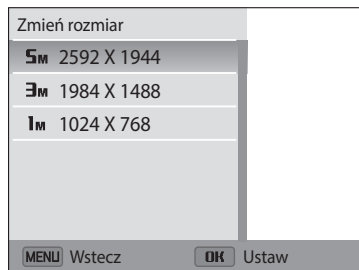 Zmień rozmiar
5M 2592 X 1944
3M 1984 X 1488
1M 1024 X 768
MENU Wstecz OK Ustaw